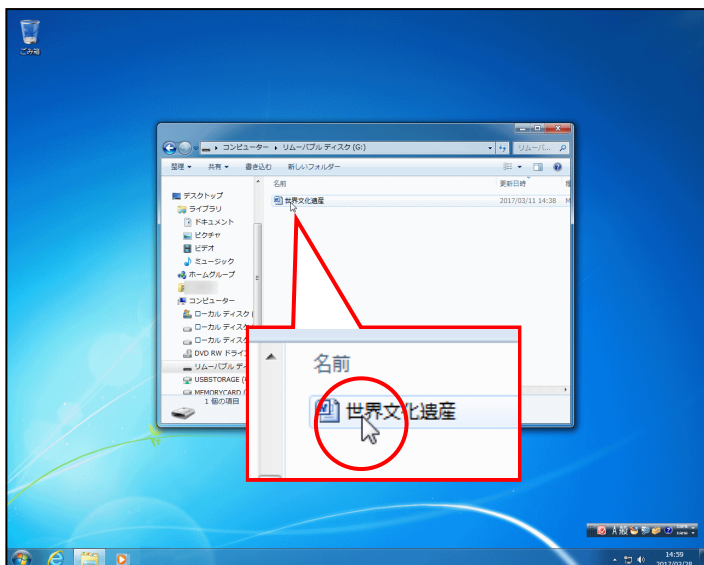 ごみ箱
コンピューター ▸ リムーバブル ディスク (G:)
リムーバ...
整理 ▾ 共有 ▾ 書き込む 新しいフォルダー
名前 更新日時 種
デスクトップ
ライブラリ
ドキュメント
ピクチャ
ビデオ
ミュージック
ホームグループ
コンピューター
ローカル ディスク (
ローカル ディスク
ローカル ディスク
DVD RW ドライ
リムーバブル デ
USBSTORAGE (
MEMORYCARD (
世界文化遺産 2017/03/11 14:38 M
1 個の項目
名前
世界文化遺産
A 般
CAPS
KANA
14:59
2017/02/28